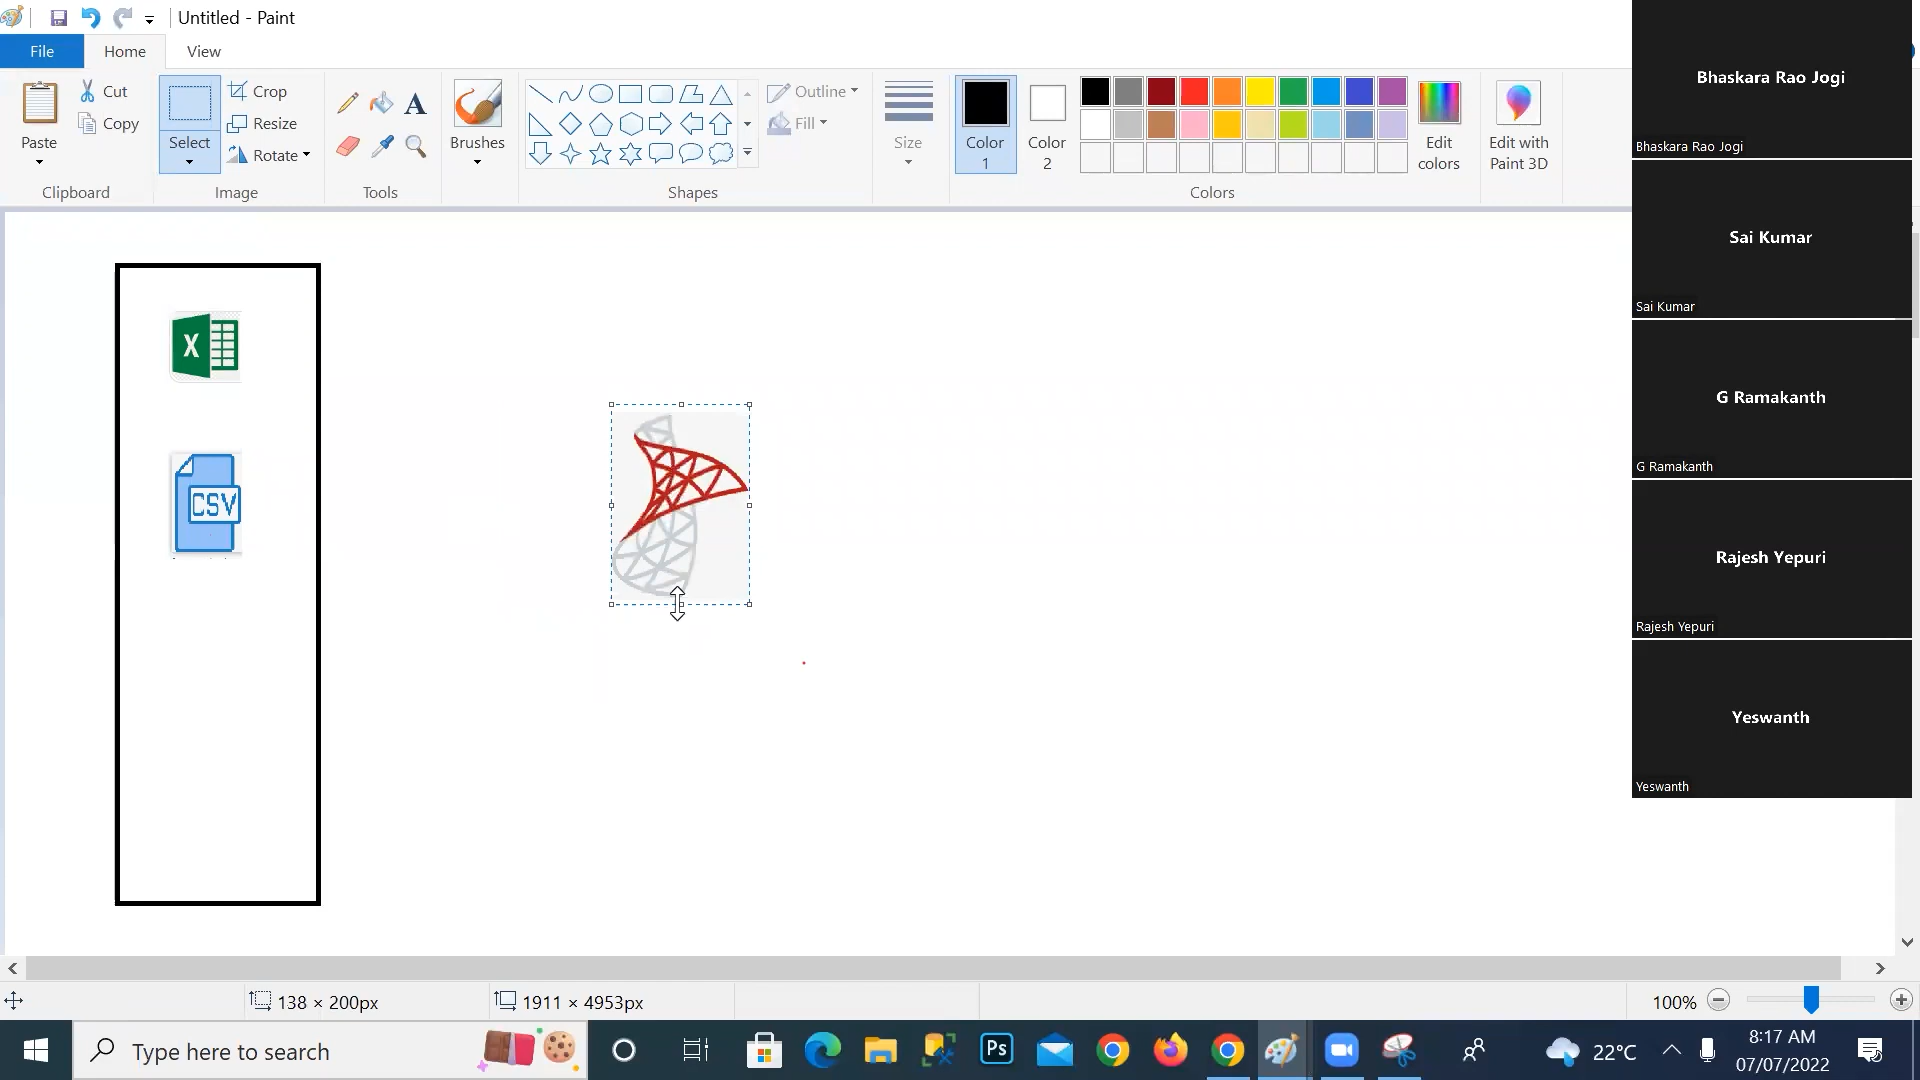 Untitled - Paint
File
Home
View
Paste
Cut
Copy
Clipboard
Select
Crop
Resize
Rotate
Image
A
Tools
Brushes
Outline
Fill
Shapes
Size
Color
1
Color
2
Edit
colors
Edit with
Paint 3D
Colors
X
CSV
Bhaskara Rao Jogi
Bhaskara Rao Jogi
Sai Kumar
Sai Kumar
G Ramakanth
G Ramakanth
Rajesh Yepuri
Rajesh Yepuri
Yeswanth
Yeswanth
138 × 200px
1911 × 4953px
100%
Type here to search
Ps
22°C
8:17 AM
07/07/2022